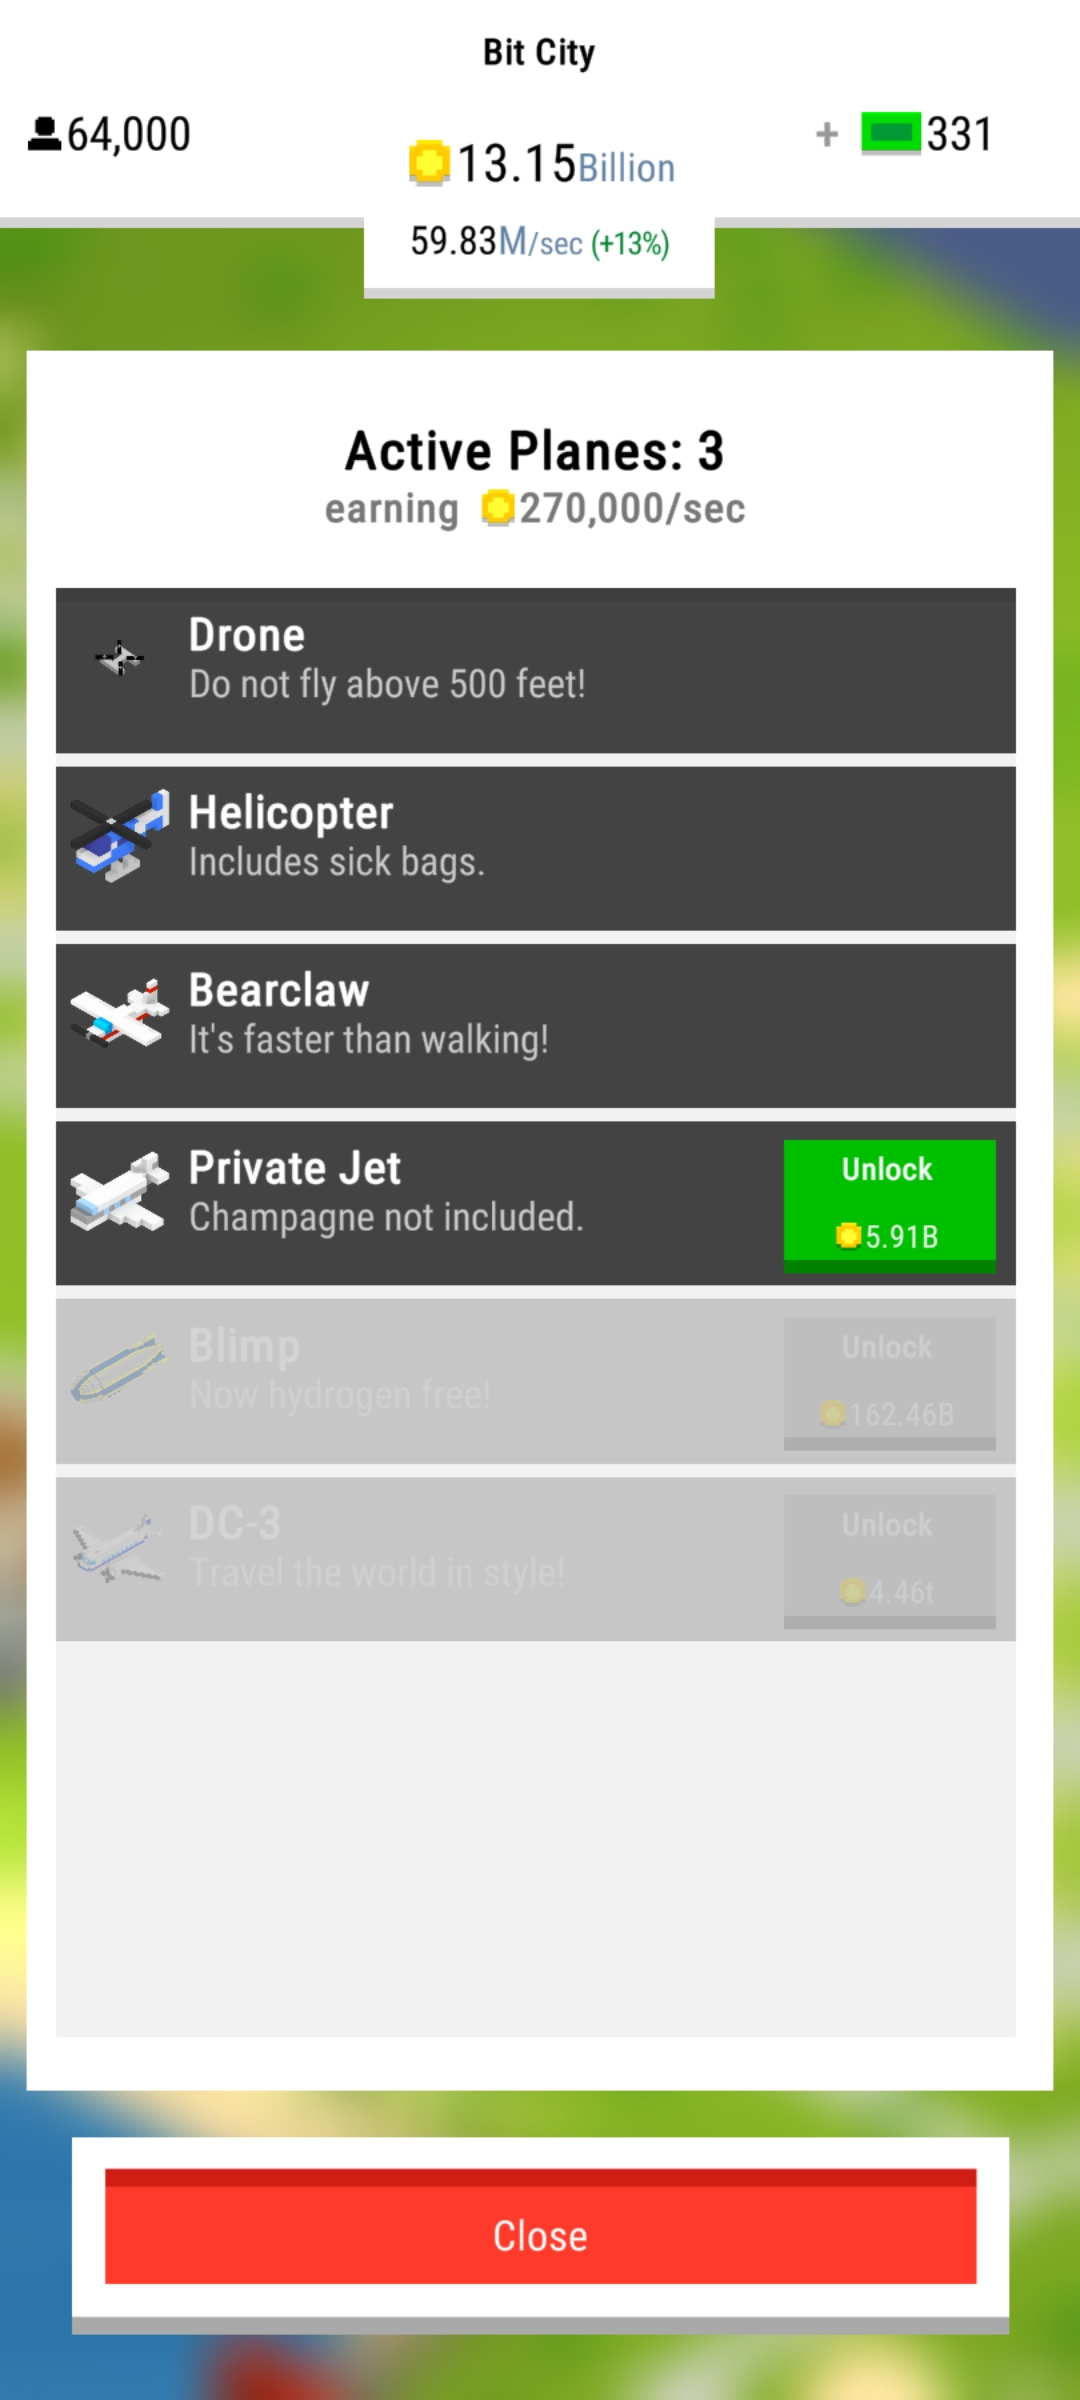 Bit City
64,000
13.15Billion
+ 331
59.83M/sec (+13%)
Active Planes: 3
earning 270,000/sec
Drone
Do not fly above 500 feet!
Helicopter
Includes sick bags.
Bearclaw
It's faster than walking!
Private Jet
Champagne not included.
Unlock
5.91B
Blimp
Now hydrogen free!
Unlock
162.46B
DC-3
Travel the world in style!
Unlock
4.46t
Close